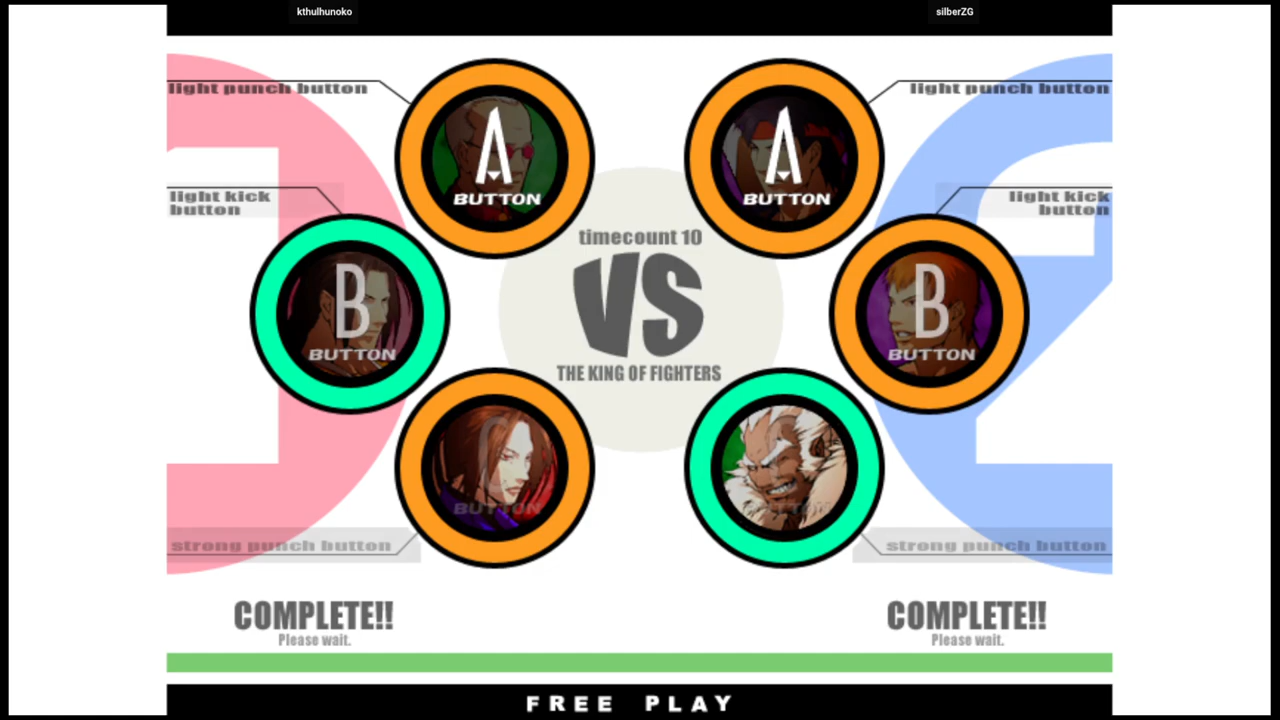 kthulhunoko
silberZG
light punch button
light punch button
A
BUTTON
A
BUTTON
light kick
button
light kick
button
timecount 10
VS
THE KING OF FIGHTERS
B
BUTTON
B
BUTTON
C
BUTTON
BUTTON
strong punch button
strong punch button
COMPLETE!!
Please wait.
COMPLETE!!
Please wait.
FREE PLAY